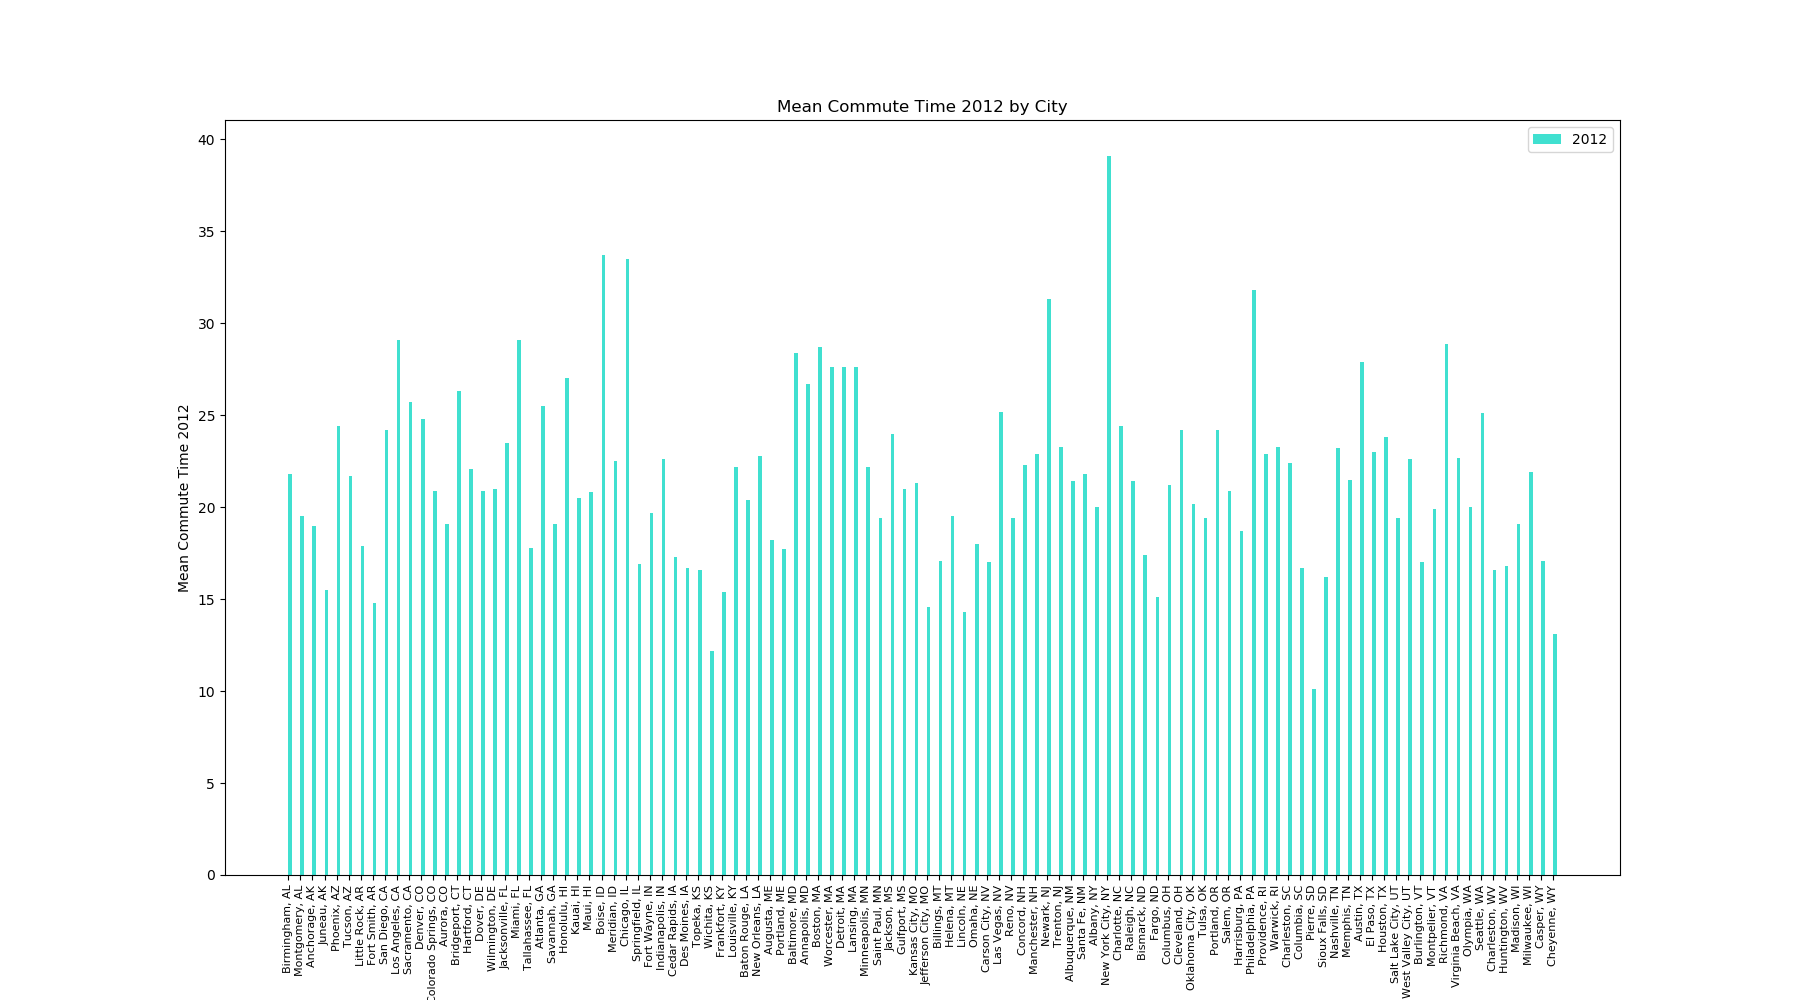 Mean Commute Time 2012 by City
2012
Mean Commute Time 2012
40
35
30
25
20
15
10
5
0
Birmingham, AL
Montgomery, AL
Anchorage, AK
Juneau, AK
Phoenix, AZ
Tucson, AZ
Little Rock, AR
Fort Smith, AR
San Diego, CA
Los Angeles, CA
Sacramento, CA
Denver, CO
Colorado Springs, CO
Aurora, CO
Bridgeport, CT
Hartford, CT
Dover, DE
Wilmington, DE
Jacksonville, FL
Miami, FL
Tallahassee, FL
Atlanta, GA
Savannah, GA
Honolulu, HI
Kauai, HI
Maui, HI
Boise, ID
Meridian, ID
Chicago, IL
Springfield, IL
Fort Wayne, IN
Indianapolis, IN
Cedar Rapids, IA
Des Moines, IA
Topeka, KS
Wichita, KS
Frankfort, KY
Louisville, KY
Baton Rouge, LA
New Orleans, LA
Augusta, ME
Portland, ME
Baltimore, MD
Annapolis, MD
Boston, MA
Worcester, MA
Detroit, MA
Lansing, MA
Minneapolis, MN
Saint Paul, MN
Jackson, MS
Gulfport, MS
Kansas City, MO
Jefferson City, MO
Billings, MT
Helena, MT
Lincoln, NE
Omaha, NE
Carson City, NV
Las Vegas, NV
Reno, NV
Concord, NH
Manchester, NH
Newark, NJ
Trenton, NJ
Albuquerque, NM
Santa Fe, NM
Albany, NY
New York City, NY
Charlotte, NC
Raleigh, NC
Bismarck, ND
Fargo, ND
Columbus, OH
Cleveland, OH
Oklahoma City, OK
Tulsa, OK
Portland, OR
Salem, OR
Harrisburg, PA
Philadelphia, PA
Providence, RI
Warwick, RI
Charleston, SC
Columbia, SC
Pierre, SD
Sioux Falls, SD
Nashville, TN
Memphis, TN
Austin, TX
El Paso, TX
Houston, TX
Salt Lake City, UT
West Valley City, UT
Burlington, VT
Montpelier, VT
Richmond, VA
Virginia Beach, VA
Olympia, WA
Seattle, WA
Charleston, WV
Huntington, WV
Madison, WI
Milwaukee, WI
Casper, WY
Cheyenne, WY